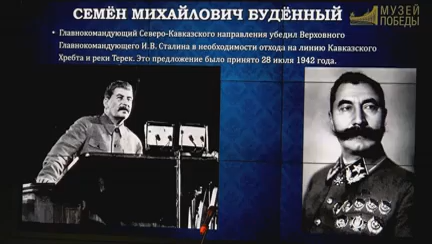 СЕМЁН МИХАЙЛОВИЧ БУДЁННЫЙ
МУЗЕЙ
ПОБЕДЫ
• Главнокомандующий Северо-Кавказского направления убедил Верховного
Главнокомандующего И.В. Сталина в необходимости отхода на линию Кавказского
Хребта и реки Терек. Это предложение было принято 28 июля 1942 года.